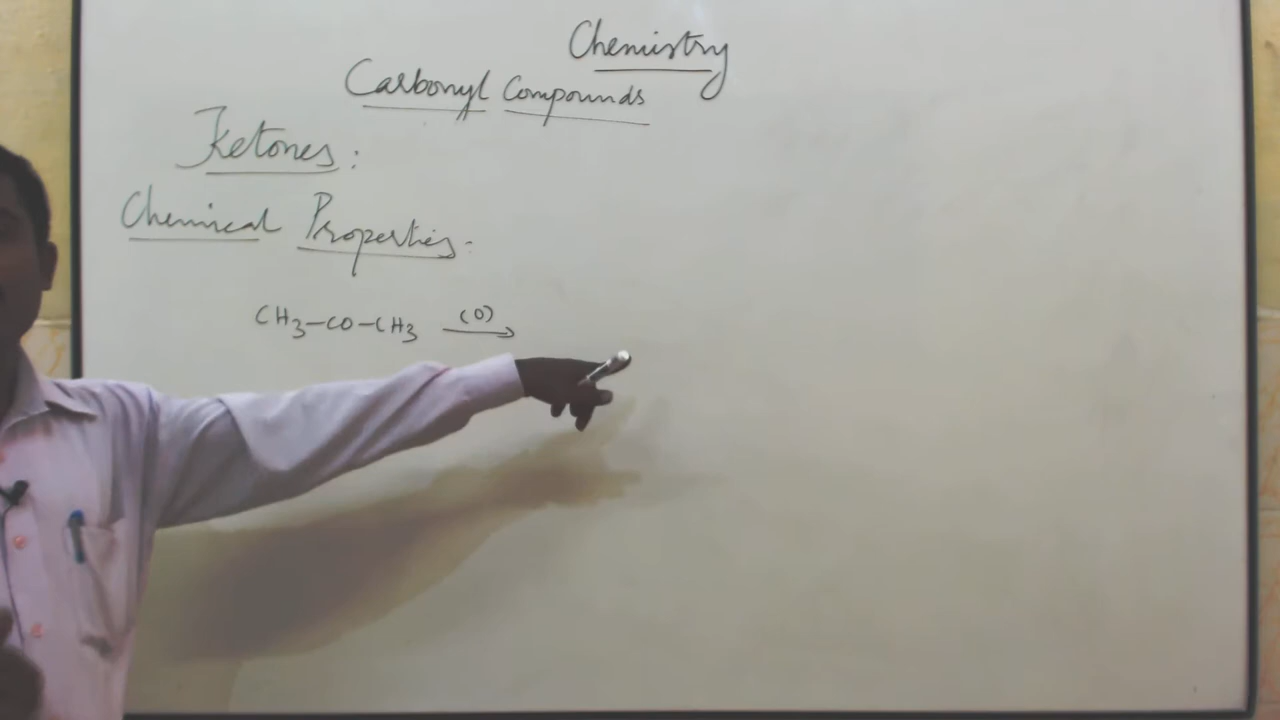 Chemistry
Carbonyl Compounds
Ketones:
Chemical Properties:
CH3-CO-CH3 (O)→